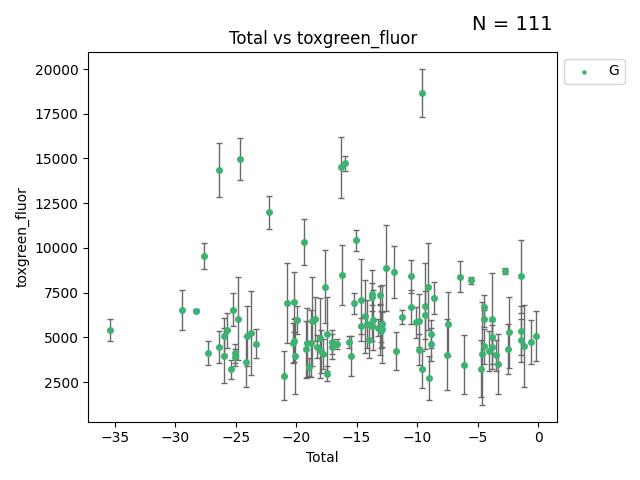 N = 111
Total vs toxgreen_fluor
G
toxgreen_fluor
20000
17500
15000
12500
10000
7500
5000
2500
−35 −30 −25 −20 −15 −10 −5 0
Total